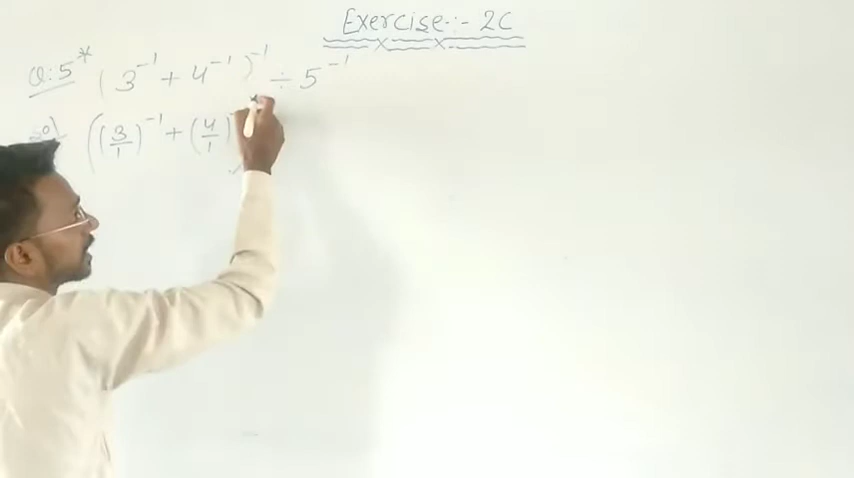 Exercise:- 2C
Q:5* (3⁻¹ + 4⁻¹)⁻¹ ÷ 5⁻¹
sol ((3/1)⁻¹ + (4/1)⁻